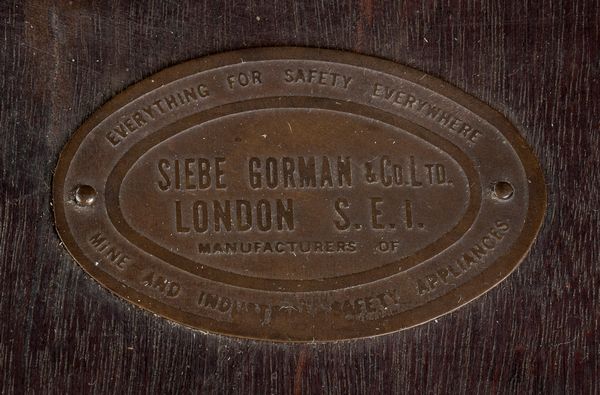 EVERYTHING FOR SAFETY EVERYWHERE
SIEBE GORMAN & CO. LTD.
LONDON S.E.1.
MANUFACTURERS OF
MINE AND INDUSTRIAL SAFETY APPLIANCES